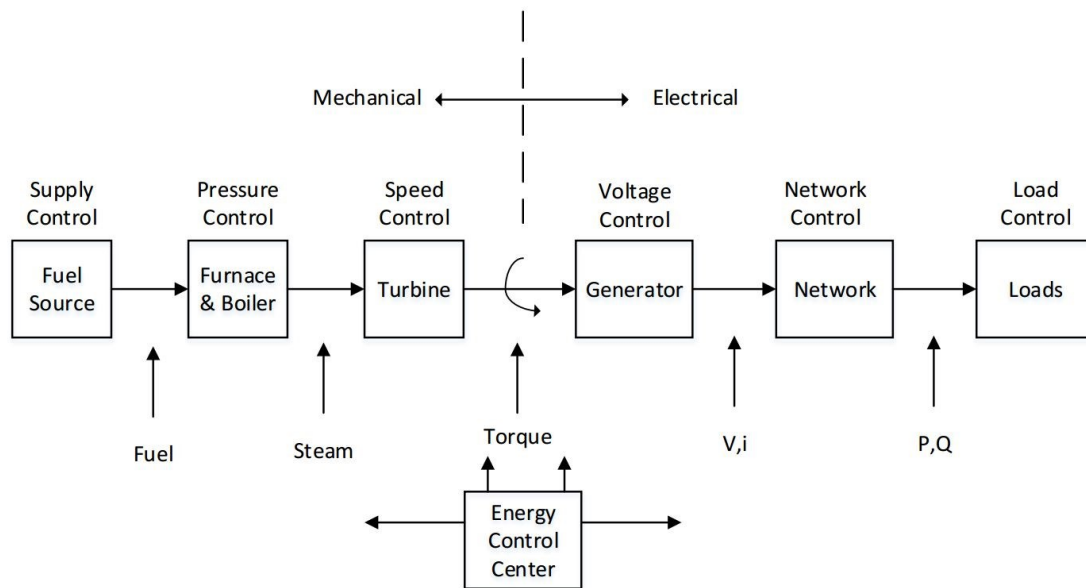 Mechanical
Electrical
Supply
Control
Pressure
Control
Speed
Control
Voltage
Control
Network
Control
Load
Control
Fuel
Source
Furnace
& Boiler
Turbine
Generator
Network
Loads
Fuel
Steam
Torque
V,i
P,Q
Energy
Control
Center